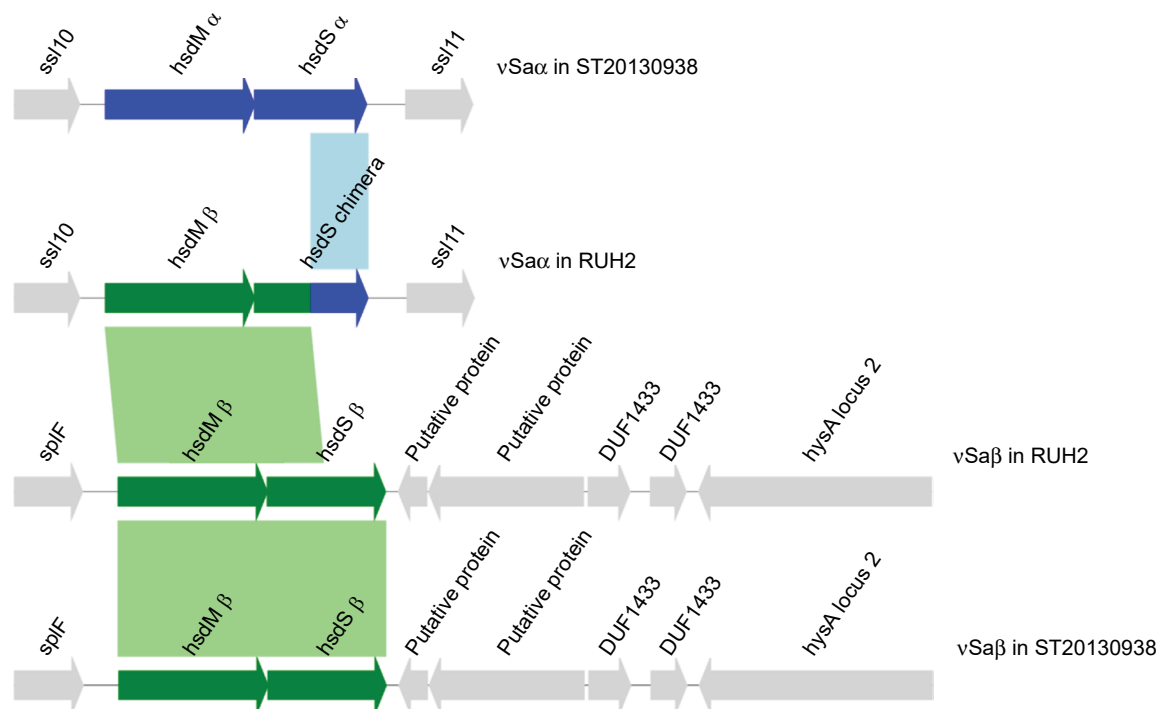 ssl10
hsdM α
hsdS α
ssl11
νSaα in ST20130938
ssl10
hsdM β
hsdS chimera
ssl11
νSaα in RUH2
splF
hsdM β
hsdS β
Putative protein
Putative protein
DUF1433
DUF1433
hysA locus 2
νSaβ in RUH2
splF
hsdM β
hsdS β
Putative protein
Putative protein
DUF1433
DUF1433
hysA locus 2
νSaβ in ST20130938